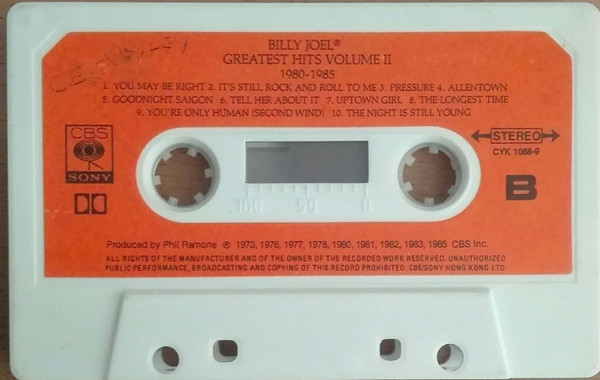 BILLY JOEL®
GREATEST HITS VOLUME II
1980-1985
1. YOU MAY BE RIGHT 2. IT'S STILL ROCK AND ROLL TO ME 3. PRESSURE 4. ALLENTOWN
5. GOODNIGHT SAIGON 6. TELL HER ABOUT IT 7. UPTOWN GIRL 8. THE LONGEST TIME
9. YOU'RE ONLY HUMAN (SECOND WIND) 10. THE NIGHT IS STILL YOUNG
CBS
SONY
STEREO
CYK 1088-9
B
100 50 0
Produced by Phil Ramone ℗ 1973, 1976, 1977, 1978, 1980, 1981, 1982, 1983, 1985 CBS Inc.
ALL RIGHTS OF THE MANUFACTURER AND OF THE OWNER OF THE RECORDED WORK RESERVED. UNAUTHORIZED
PUBLIC PERFORMANCE, BROADCASTING AND COPYING OF THIS RECORD PROHIBITED. CBS/SONY HONG KONG LTD